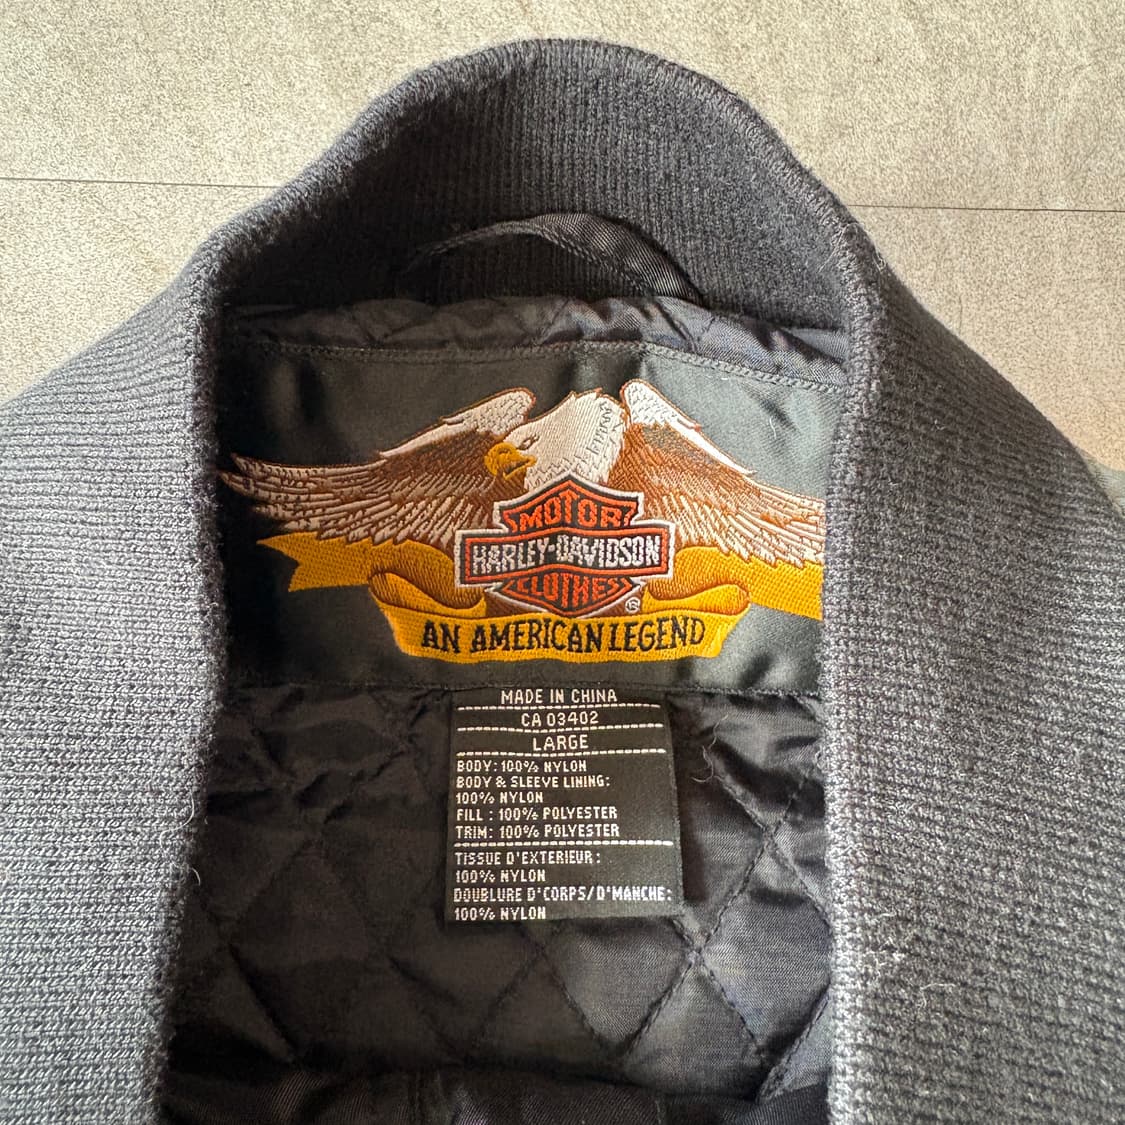 MOTOR
HARLEY-DAVIDSON
CLOTHES
®
AN AMERICAN LEGEND
MADE IN CHINA
CA 03402
LARGE
BODY: 100% NYLON
BODY & SLEEVE LINING:
100% NYLON
FILL : 100% POLYESTER
TRIM: 100% POLYESTER
TISSUE D'EXTERIEUR:
100% NYLON
DOUBLURE D'CORPS/D'MANCHE:
100% NYLON